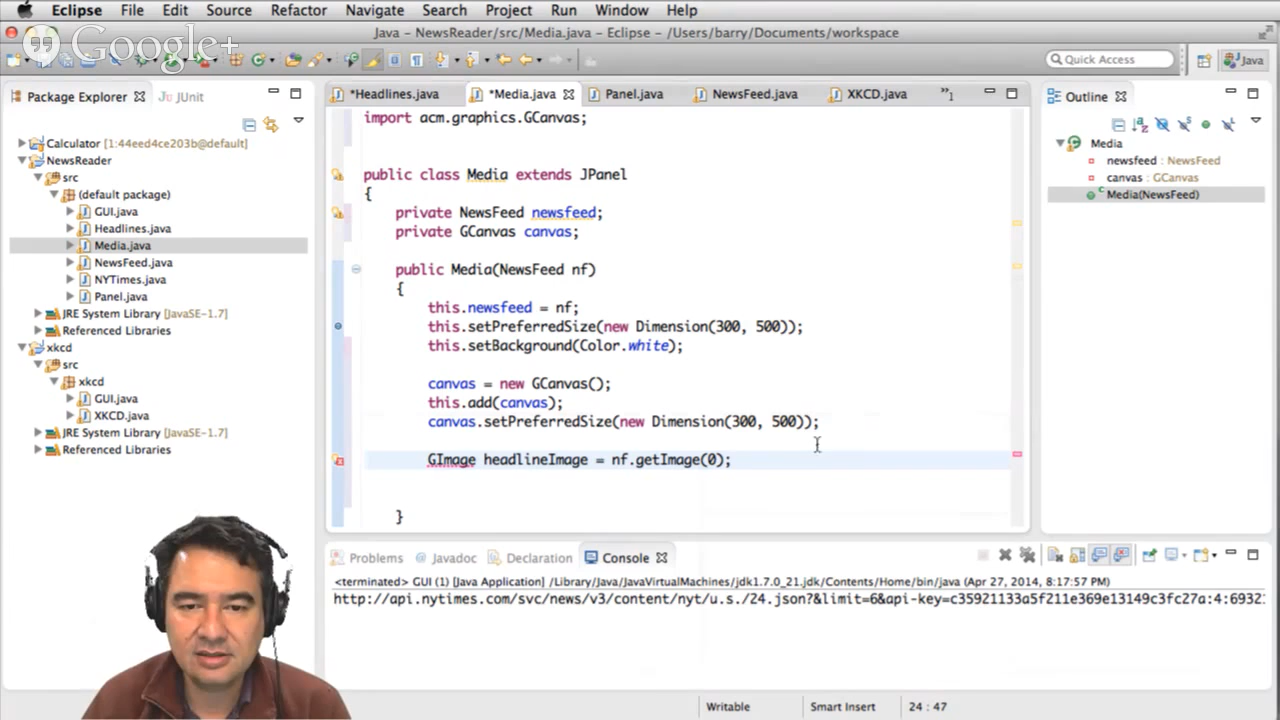 Eclipse File Edit Source Refactor Navigate Search Project Run Window Help
Java - NewsReader/src/Media.java - Eclipse - /Users/barry/Documents/workspace
Google+
Quick Access
Java
Package Explorer
JUnit
Calculator [1:44eed4ce203b@default]
NewsReader
src
(default package)
GUI.java
Headlines.java
Media.java
NewsFeed.java
NYTimes.java
Panel.java
JRE System Library [JavaSE-1.7]
Referenced Libraries
xkcd
src
xkcd
GUI.java
XKCD.java
JRE System Library [JavaSE-1.7]
Referenced Libraries
*Headlines.java
*Media.java
Panel.java
NewsFeed.java
XKCD.java
»1
import acm.graphics.GCanvas;
public class Media extends JPanel
{
private NewsFeed newsfeed;
private GCanvas canvas;
public Media(NewsFeed nf)
{
this.newsfeed = nf;
this.setPreferredSize(new Dimension(300, 500));
this.setBackground(Color.white);
canvas = new GCanvas();
this.add(canvas);
canvas.setPreferredSize(new Dimension(300, 500));
GImage headlineImage = nf.getImage(0);
}
Outline
Media
newsfeed : NewsFeed
canvas : GCanvas
Media(NewsFeed)
Problems
Javadoc
Declaration
Console
<terminated> GUI (1) [Java Application] /Library/Java/JavaVirtualMachines/jdk1.7.0_21.jdk/Contents/Home/bin/java (Apr 27, 2014, 8:17:57 PM)
http://api.nytimes.com/svc/news/v3/content/nyt/u.s./24.json?&limit=6&api-key=c35921133a5f211e369e13149c3fc27a:4:6932
Writable
Smart Insert
24 : 47